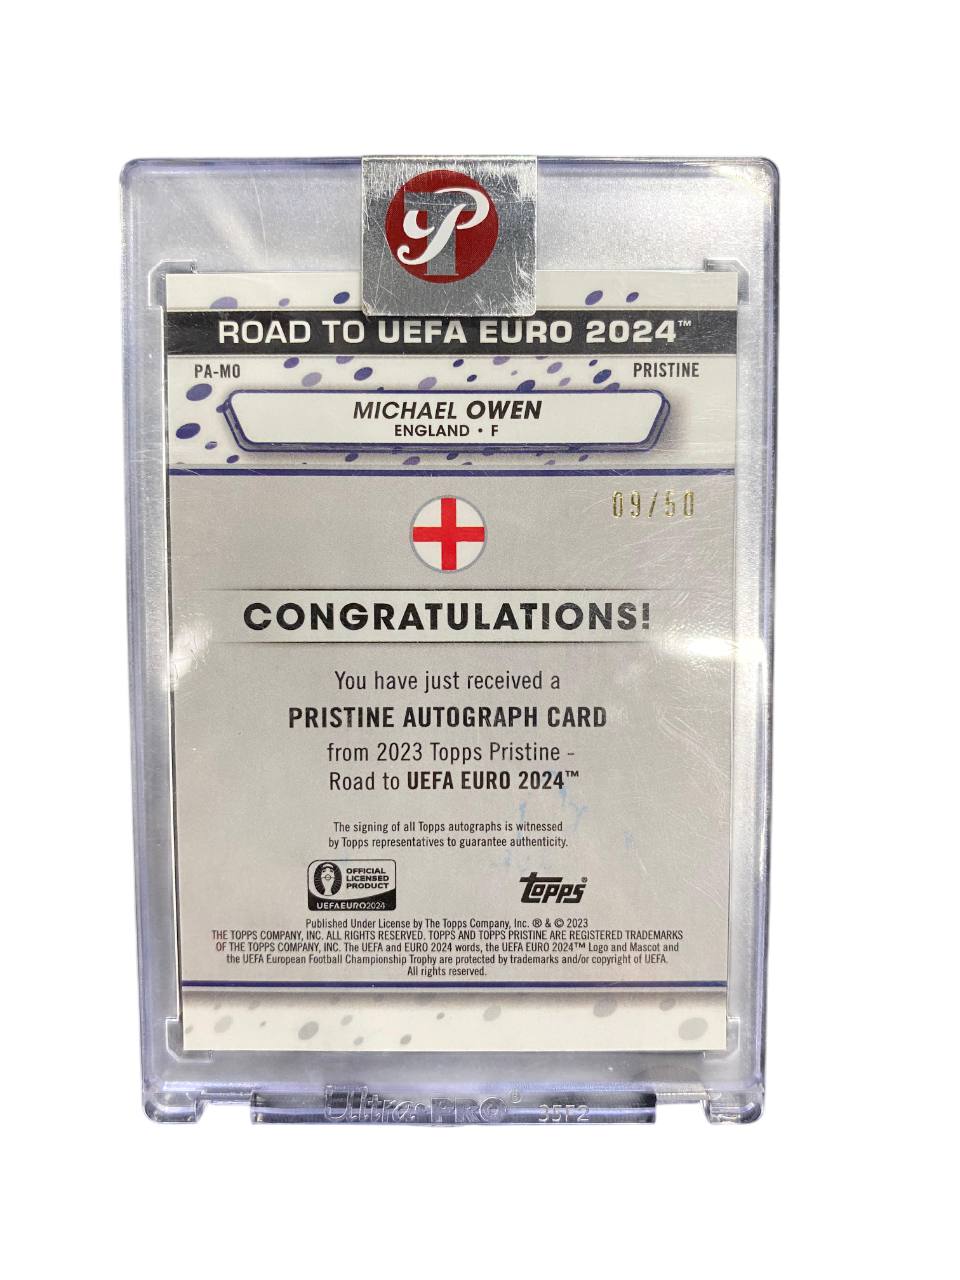 P
ROAD TO UEFA EURO 2024™
PA-MO
PRISTINE
MICHAEL OWEN
ENGLAND • F
09/50
CONGRATULATIONS!
You have just received a
PRISTINE AUTOGRAPH CARD
from 2023 Topps Pristine -
Road to UEFA EURO 2024™
The signing of all Topps autographs is witnessed
by Topps representatives to guarantee authenticity.
OFFICIAL
LICENSED
PRODUCT
UEFAEURO2024
Topps®
Published Under License by The Topps Company, Inc. ® & © 2023
THE TOPPS COMPANY, INC. ALL RIGHTS RESERVED. TOPPS AND TOPPS PRISTINE ARE REGISTERED TRADEMARKS
OF THE TOPPS COMPANY, INC. The UEFA and EURO 2024 words, the UEFA EURO 2024™ Logo and Mascot and
the UEFA European Football Championship Trophy are protected by trademarks and/or copyright of UEFA.
All rights reserved.
Ultra PRO® 35F2